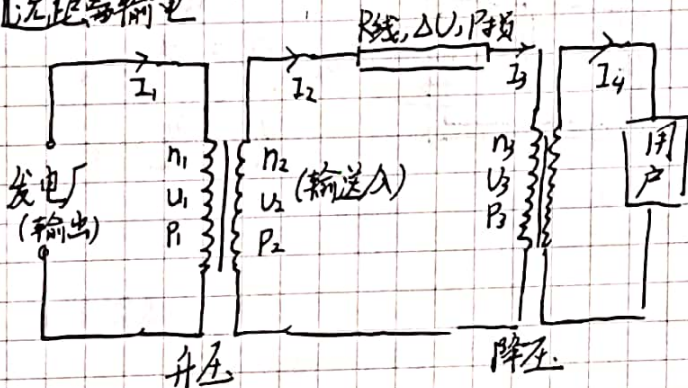 远距离输电
R线, ΔU, P损
I₁
I₂
I₃
I₄
发电厂
(输出)
n₁
U₁
P₁
n₂
U₂ (输送)
P₂
n₃
U₃
P₃
用
户
升压
降压